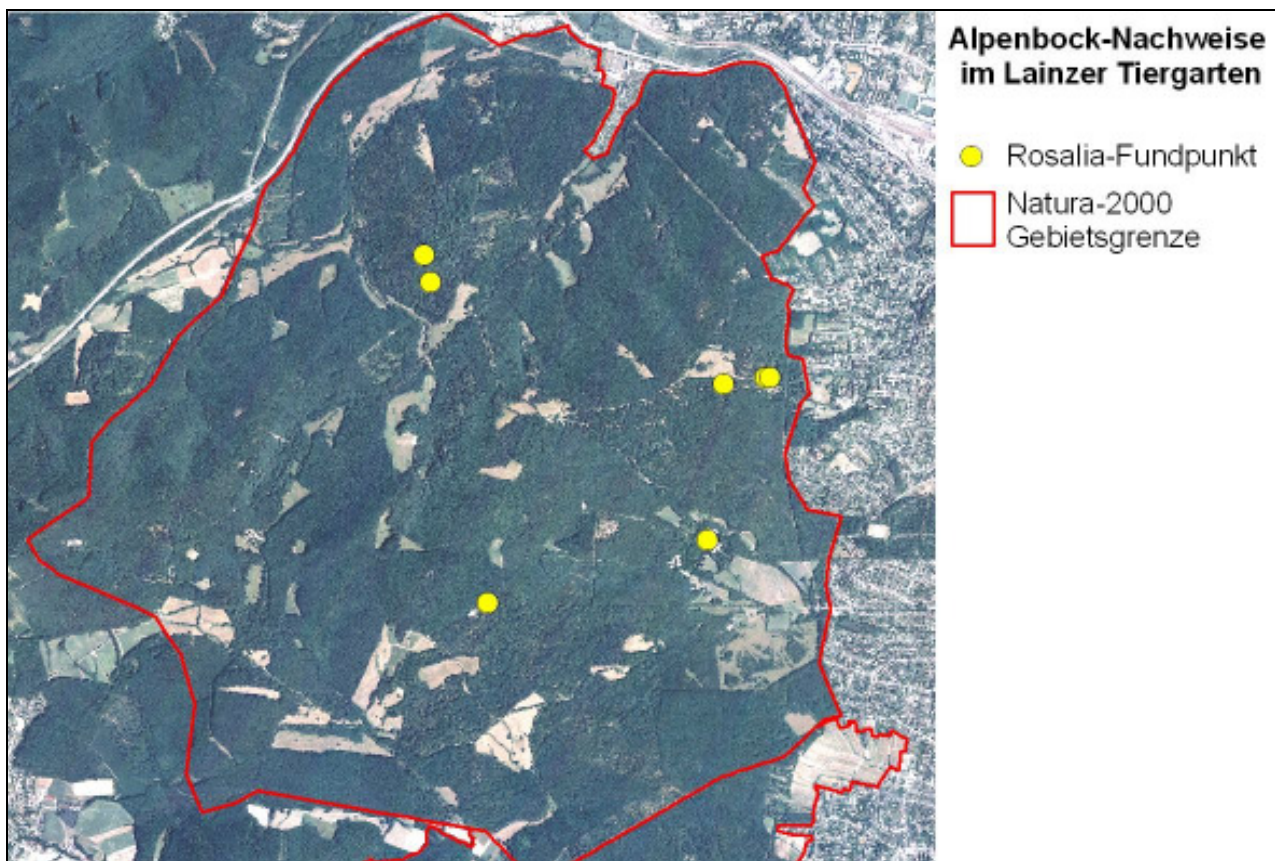 Alpenbock-Nachweise
im Lainzer Tiergarten
Rosalia-Fundpunkt
Natura-2000
Gebietsgrenze